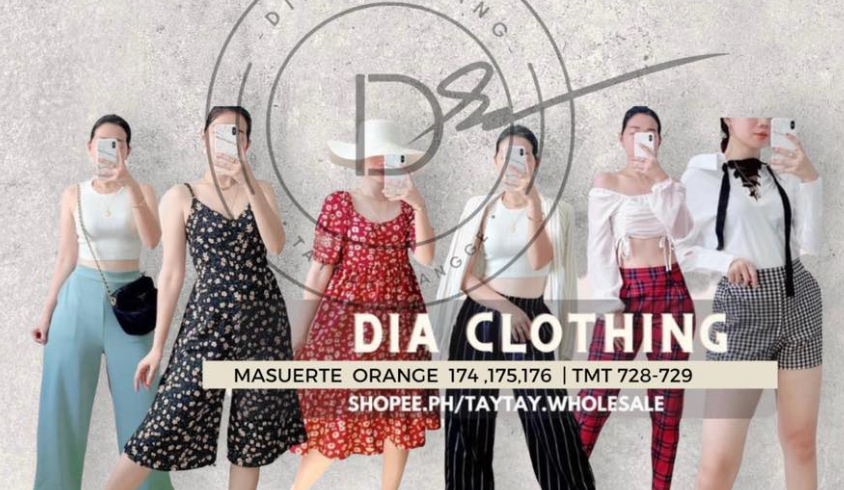 DIA CLOTHING
MASUERTE ORANGE 174 ,175,176 | TMT 728-729
SHOPEE.PH/TAYTAY.WHOLESALE